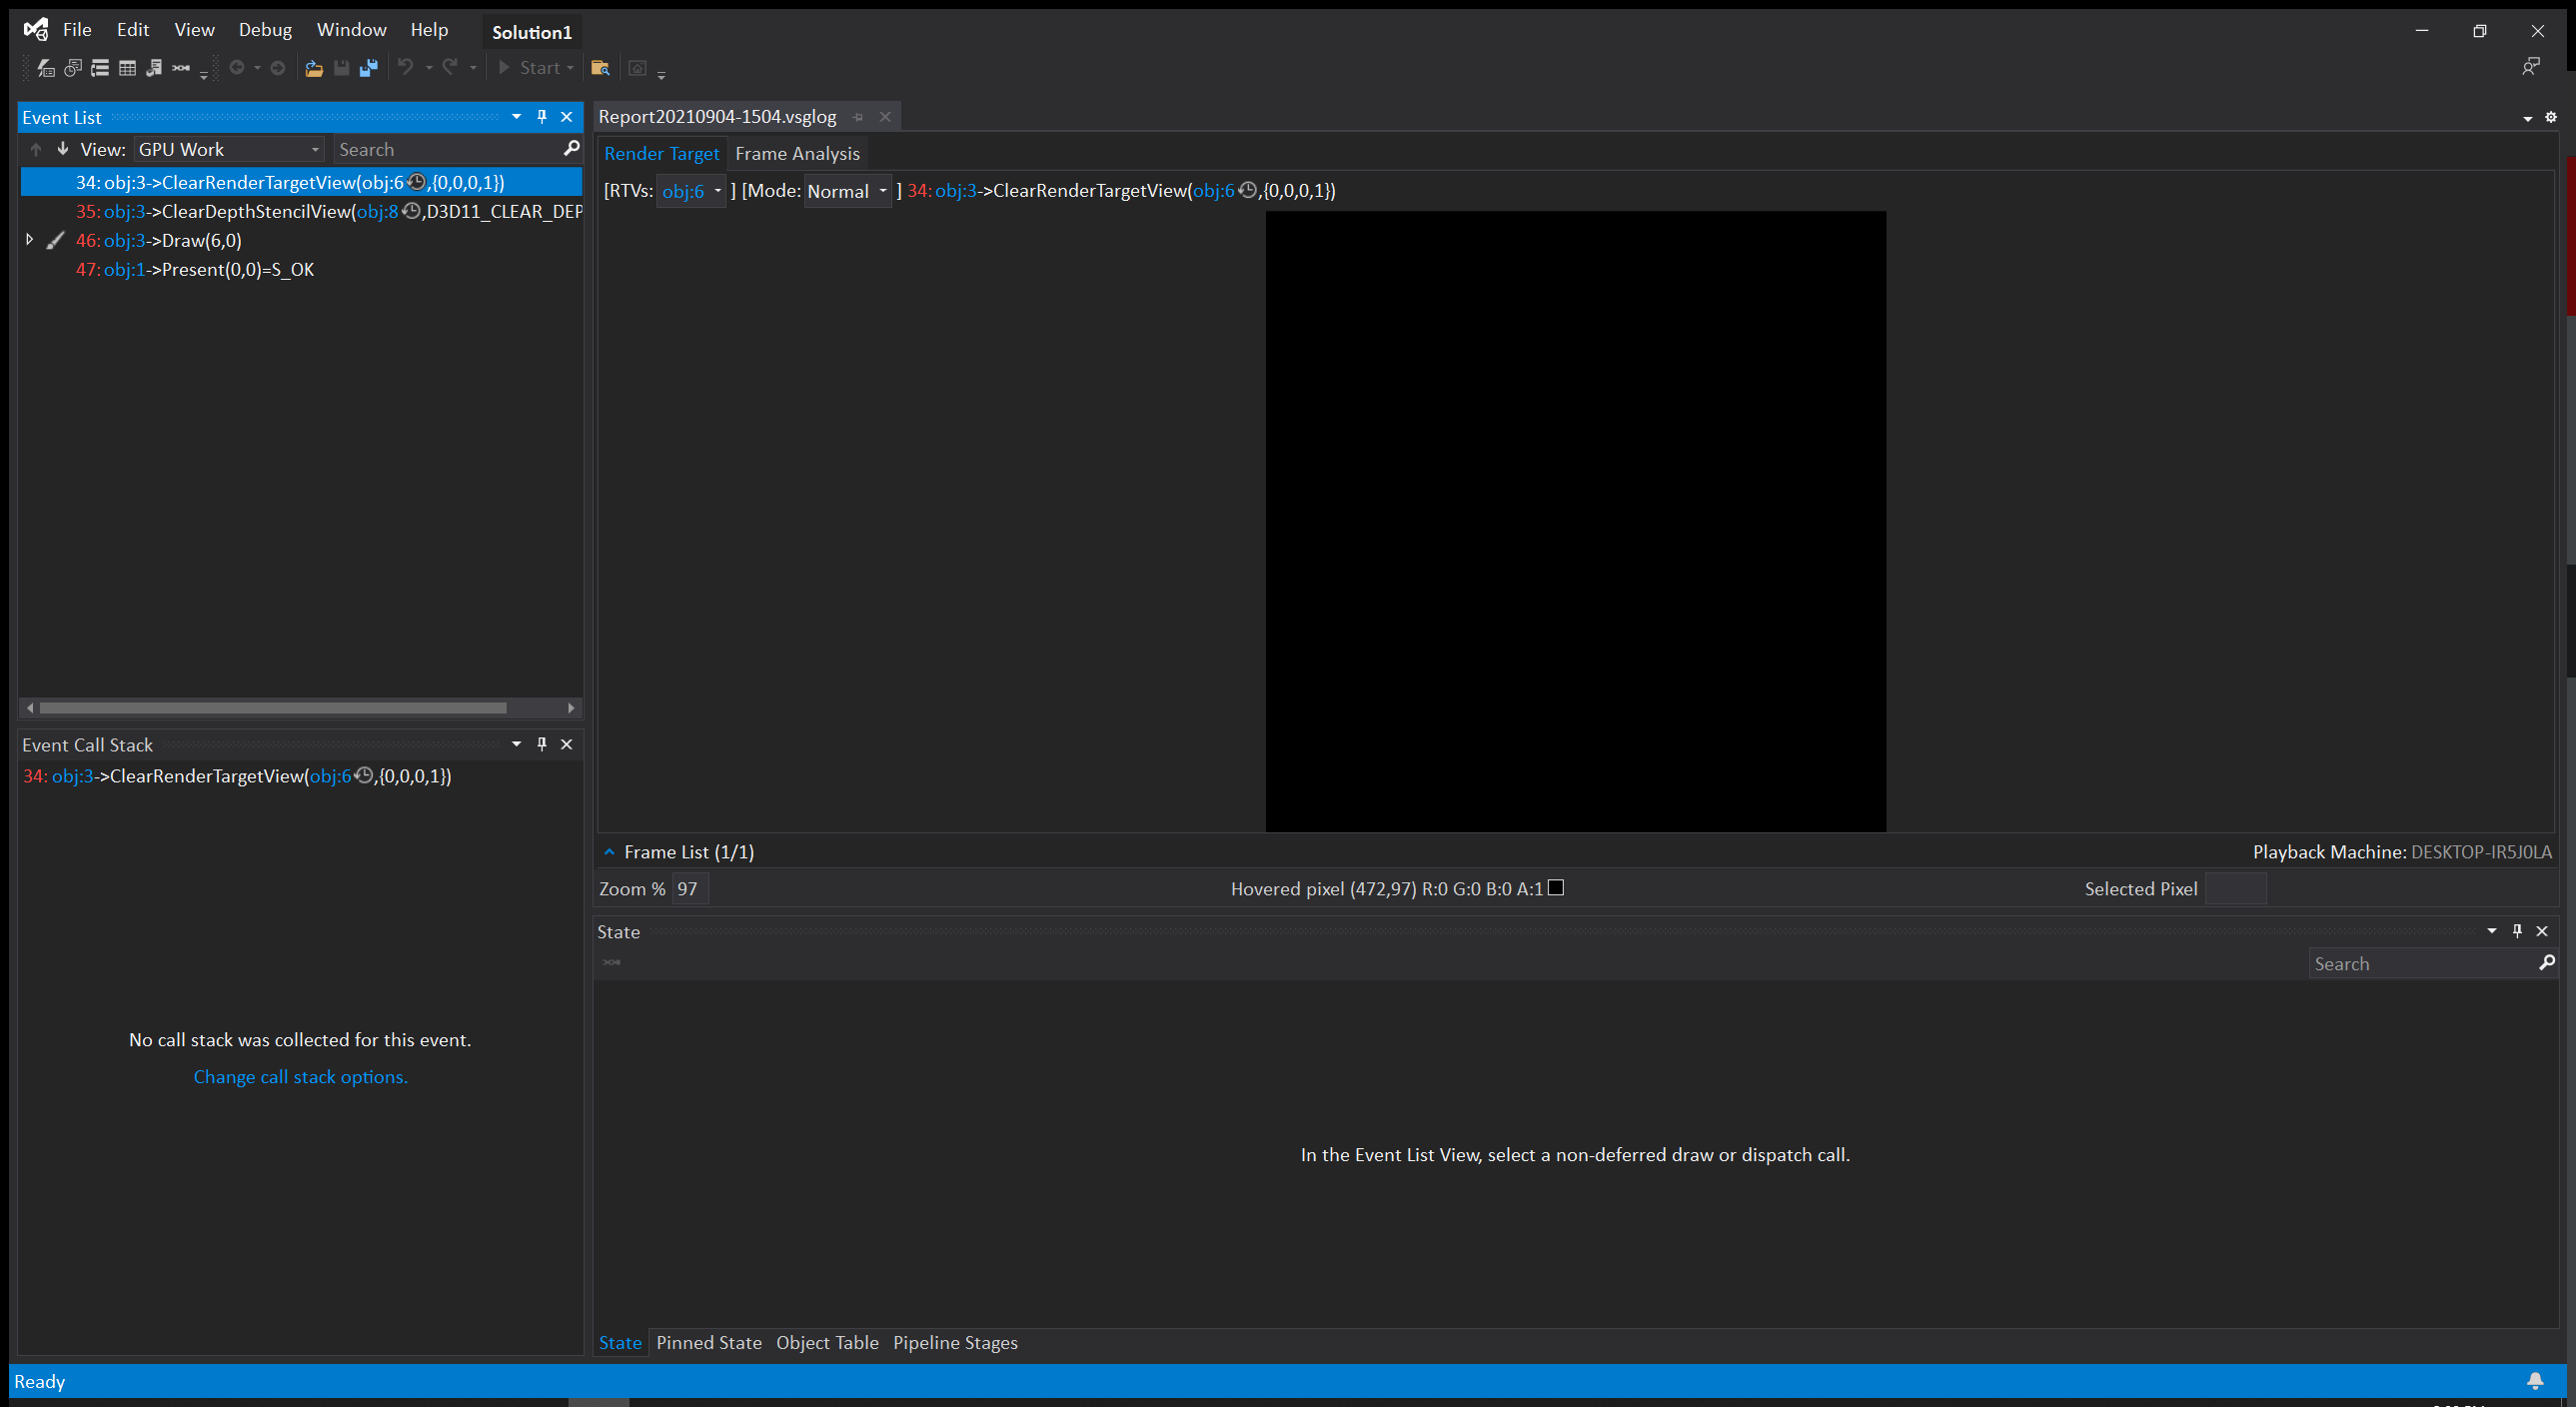 File Edit View Debug Window Help Solution1
Start
Event List
View: GPU Work Search
34: obj:3->ClearRenderTargetView(obj:6,{0,0,0,1})
35: obj:3->ClearDepthStencilView(obj:8,D3D11_CLEAR_DEP
46: obj:3->Draw(6,0)
47: obj:1->Present(0,0)=S_OK
Event Call Stack
34: obj:3->ClearRenderTargetView(obj:6,{0,0,0,1})
No call stack was collected for this event.
Change call stack options.
Report20210904-1504.vsglog
Render Target Frame Analysis
[RTVs: obj:6 ] [Mode: Normal ] 34: obj:3->ClearRenderTargetView(obj:6,{0,0,0,1})
Frame List (1/1) Playback Machine: DESKTOP-IR5J0LA
Zoom % 97 Hovered pixel (472,97) R:0 G:0 B:0 A:1 Selected Pixel
State
Search
In the Event List View, select a non-deferred draw or dispatch call.
State Pinned State Object Table Pipeline Stages
Ready